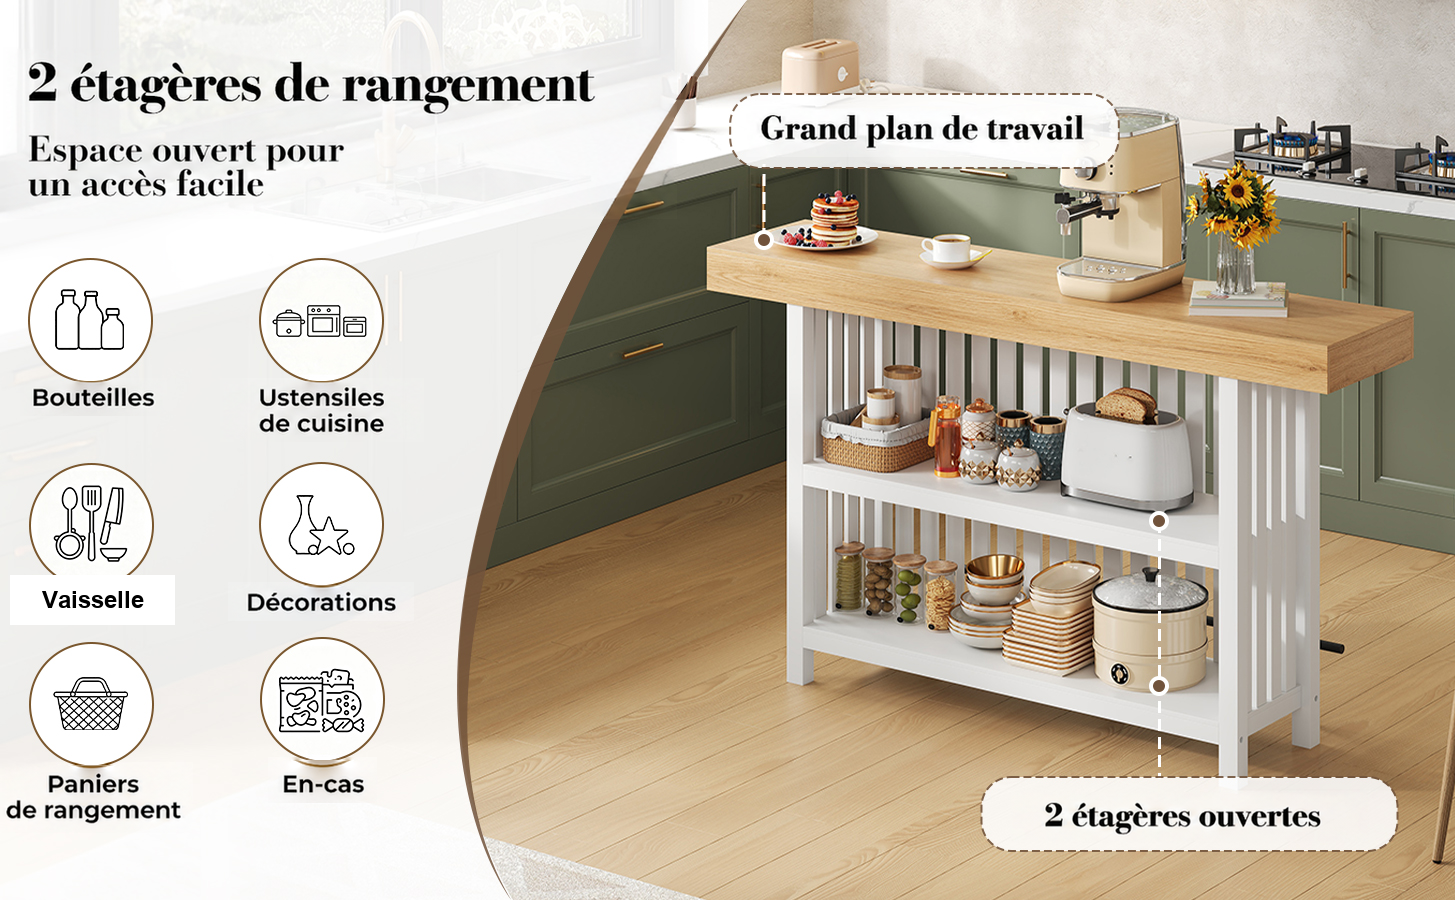 2 étagères de rangement
Espace ouvert pour
un accès facile
Bouteilles
Ustensiles
de cuisine
Vaisselle
Décorations
Paniers
de rangement
En-cas
Grand plan de travail
2 étagères ouvertes